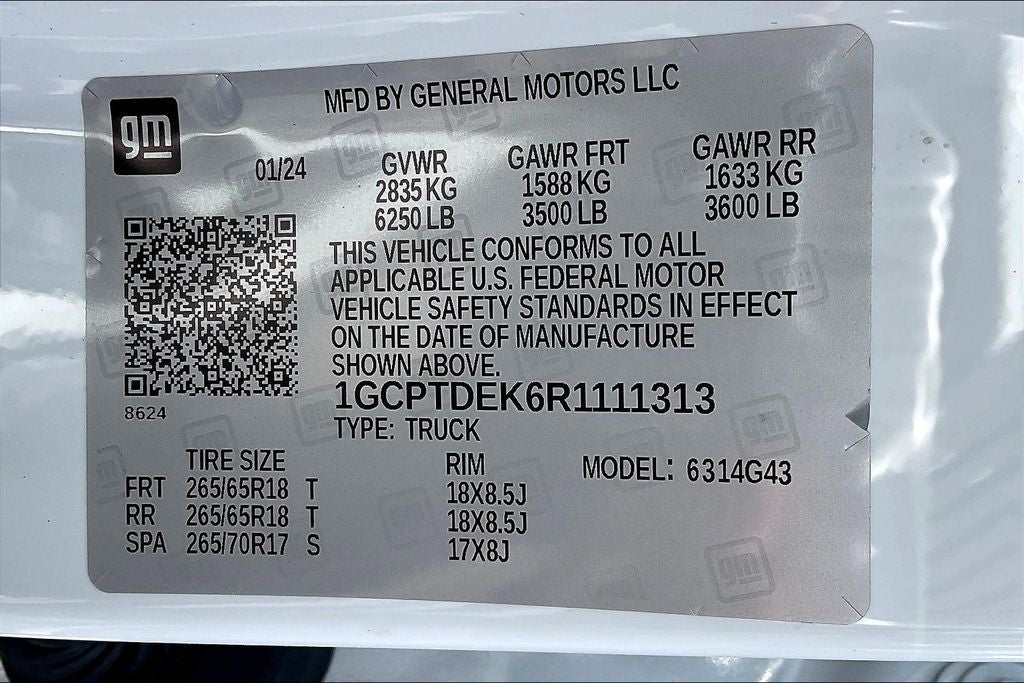 gm
MFD BY GENERAL MOTORS LLC
01/24 GVWR GAWR FRT GAWR RR
2835 KG 1588 KG 1633 KG
6250 LB 3500 LB 3600 LB
THIS VEHICLE CONFORMS TO ALL
APPLICABLE U.S. FEDERAL MOTOR
VEHICLE SAFETY STANDARDS IN EFFECT
ON THE DATE OF MANUFACTURE
SHOWN ABOVE.
1GCPTDEK6R1111313
8624
TYPE: TRUCK
TIRE SIZE RIM MODEL: 6314G43
FRT 265/65R18 T 18X8.5J
RR 265/65R18 T 18X8.5J
SPA 265/70R17 S 17X8J